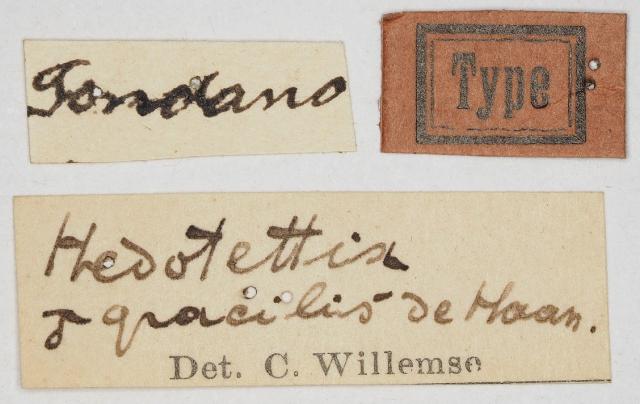 Tondano
Type
Hedotettix
♂ gracilis de Haan.
Det. C. Willemse